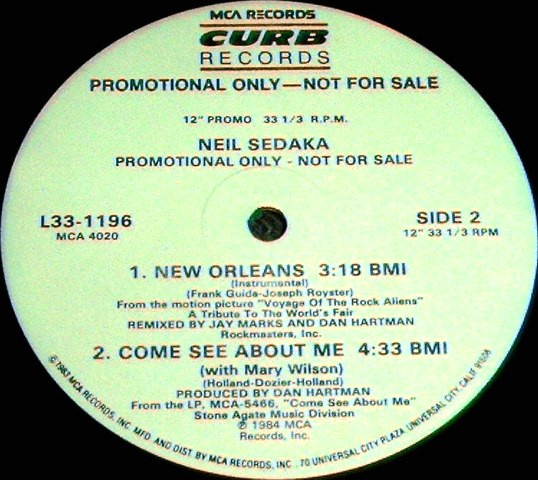 MCA RECORDS
CURB
RECORDS
PROMOTIONAL ONLY—NOT FOR SALE
12" PROMO 33 1/3 R.P.M.
NEIL SEDAKA
PROMOTIONAL ONLY - NOT FOR SALE
L33-1196
MCA 4020
SIDE 2
12" 33 1/3 RPM
1. NEW ORLEANS 3:18 BMI
(Instrumental)
(Frank Guida-Joseph Royster)
From the motion picture "Voyage Of The Rock Aliens"
A Tribute To The World's Fair
REMIXED BY JAY MARKS AND DAN HARTMAN
Rockmasters, Inc.
2. COME SEE ABOUT ME 4:33 BMI
(with Mary Wilson)
(Holland-Dozier-Holland)
PRODUCED BY DAN HARTMAN
From the LP, MCA-5466, "Come See About Me"
Stone Agate Music Division
℗ 1984 MCA
Records, Inc.
©1983 MCA RECORDS, INC. MFD. AND DIST. BY MCA RECORDS, INC., 70 UNIVERSAL CITY PLAZA, UNIVERSAL CITY, CALIF. 91608